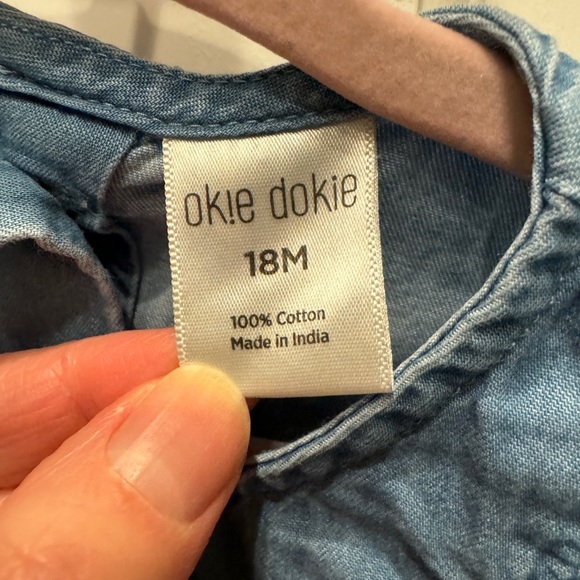 ok!e dokie
18M
100% Cotton
Made in India